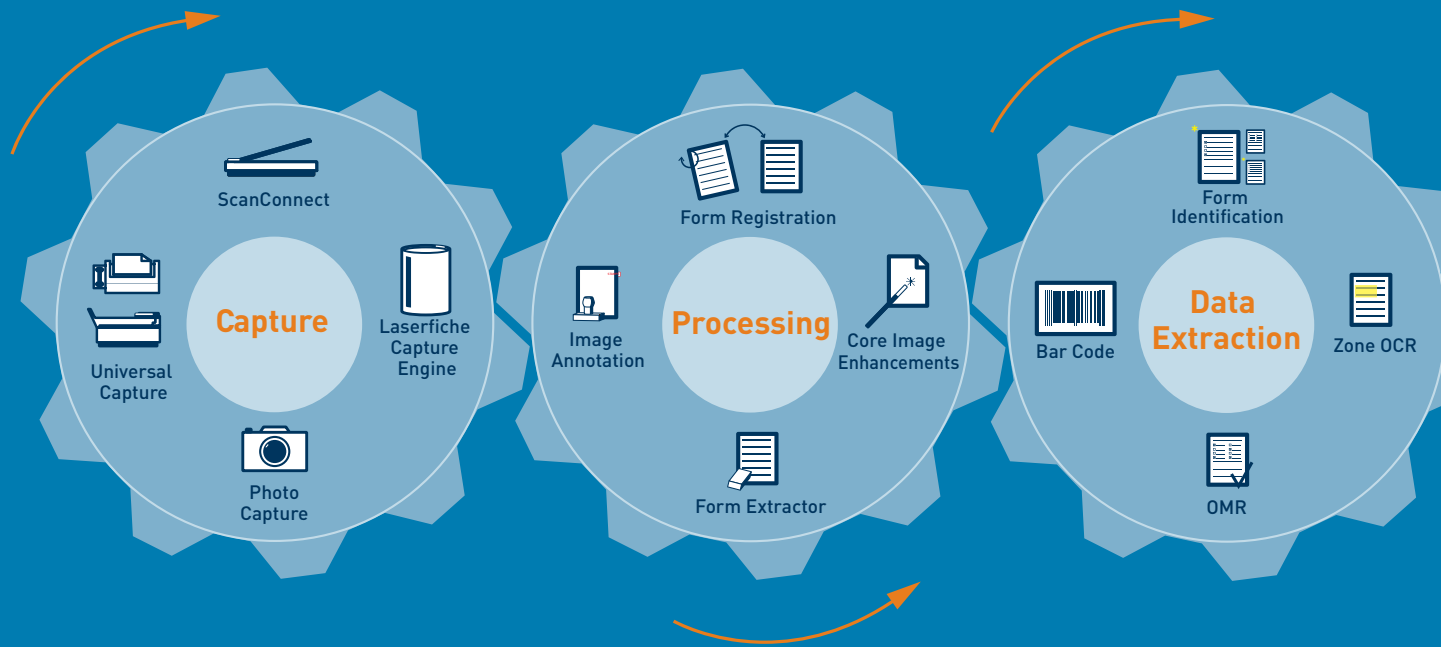 ScanConnect
Universal
Capture
Capture
Laserfiche
Capture
Engine
Photo
Capture
Form Registration
Image
Annotation
Processing
Core Image
Enhancements
Form Extractor
Form
Identification
Bar Code
Data
Extraction
Zone OCR
OMR